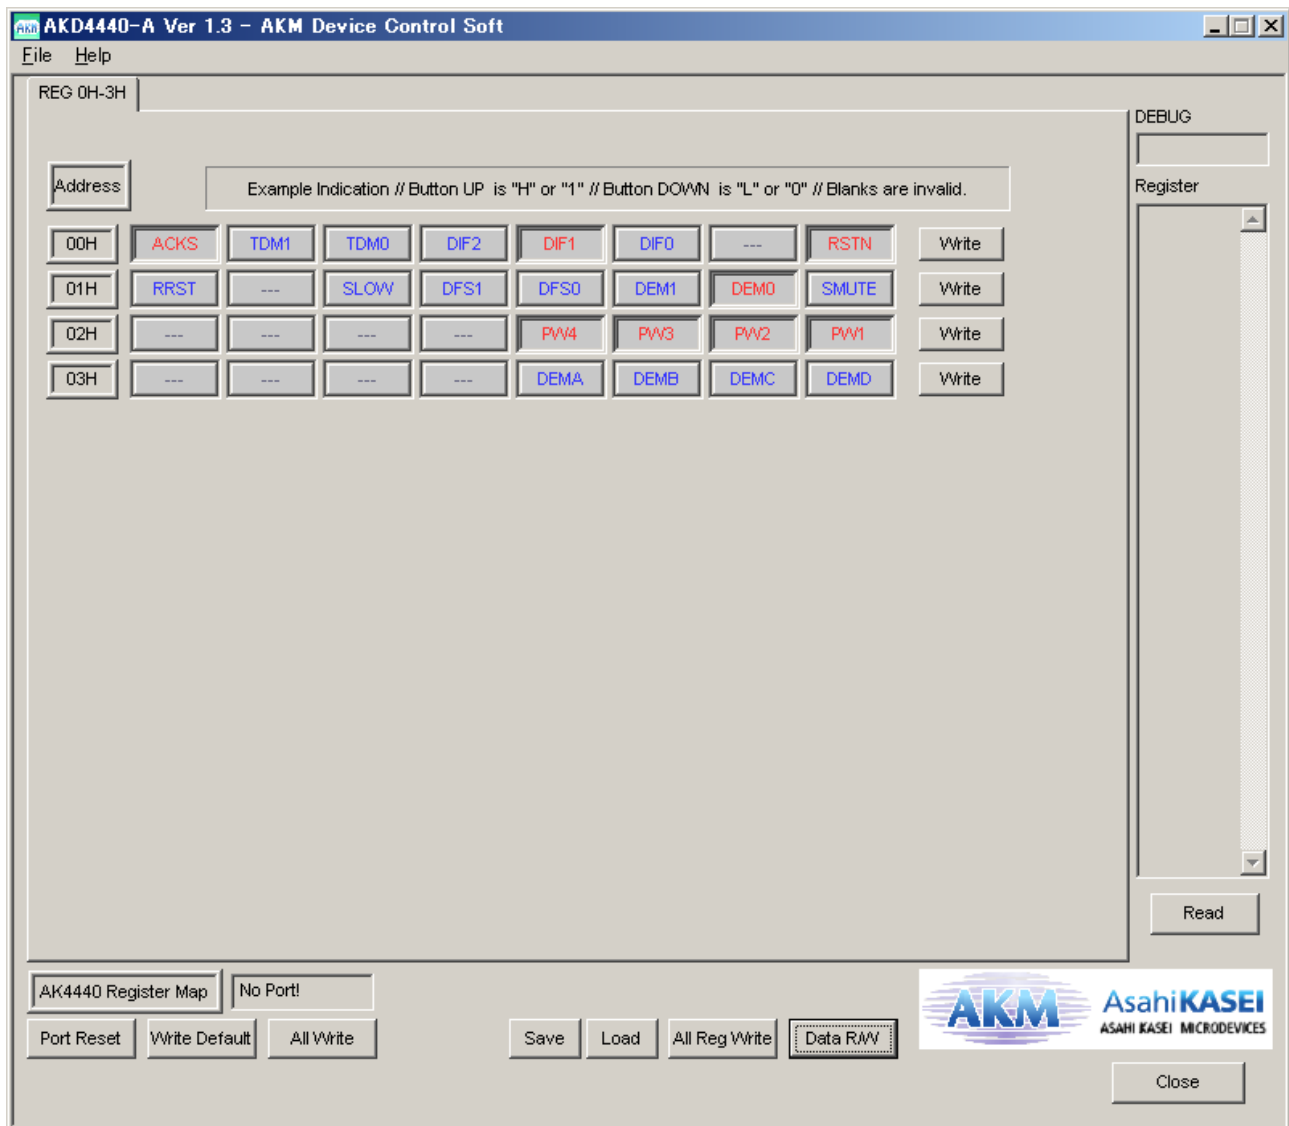 AKM AKD4440-A Ver 1.3 - AKM Device Control Soft
File Help
REG 0H-3H
DEBUG
Address
Example Indication // Button UP is "H" or "1" // Button DOWN is "L" or "0" // Blanks are invalid.
Register
00H ACKS TDM1 TDM0 DIF2 DIF1 DIF0 --- RSTN Write
01H RRST --- SLOW DFS1 DFS0 DEM1 DEM0 SMUTE Write
02H --- --- --- --- PW4 PW3 PW2 PW1 Write
03H --- --- --- --- DEMA DEMB DEMC DEMD Write
Read
AK4440 Register Map No Port!
AKM AsahiKASEI
ASAHI KASEI MICRODEVICES
Port Reset Write Default All Write Save Load All Reg Write Data R/W
Close